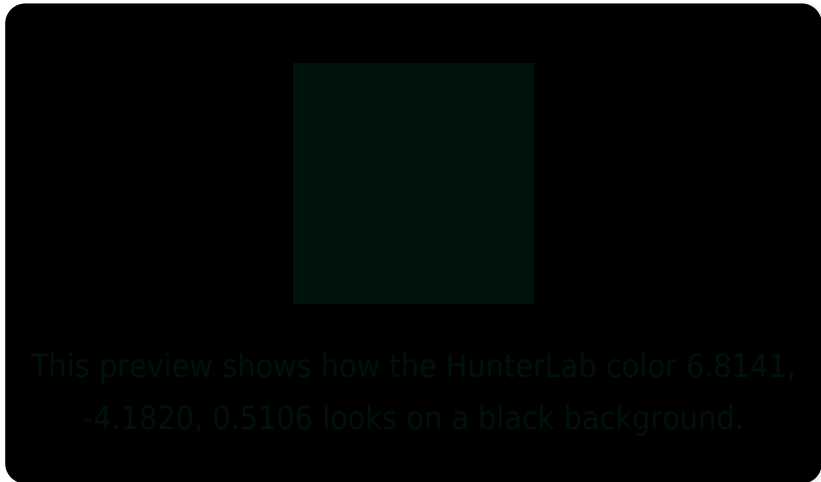 This preview shows how the HunterLab color 6.8141,
-4.1820, 0.5106 looks on a black background.